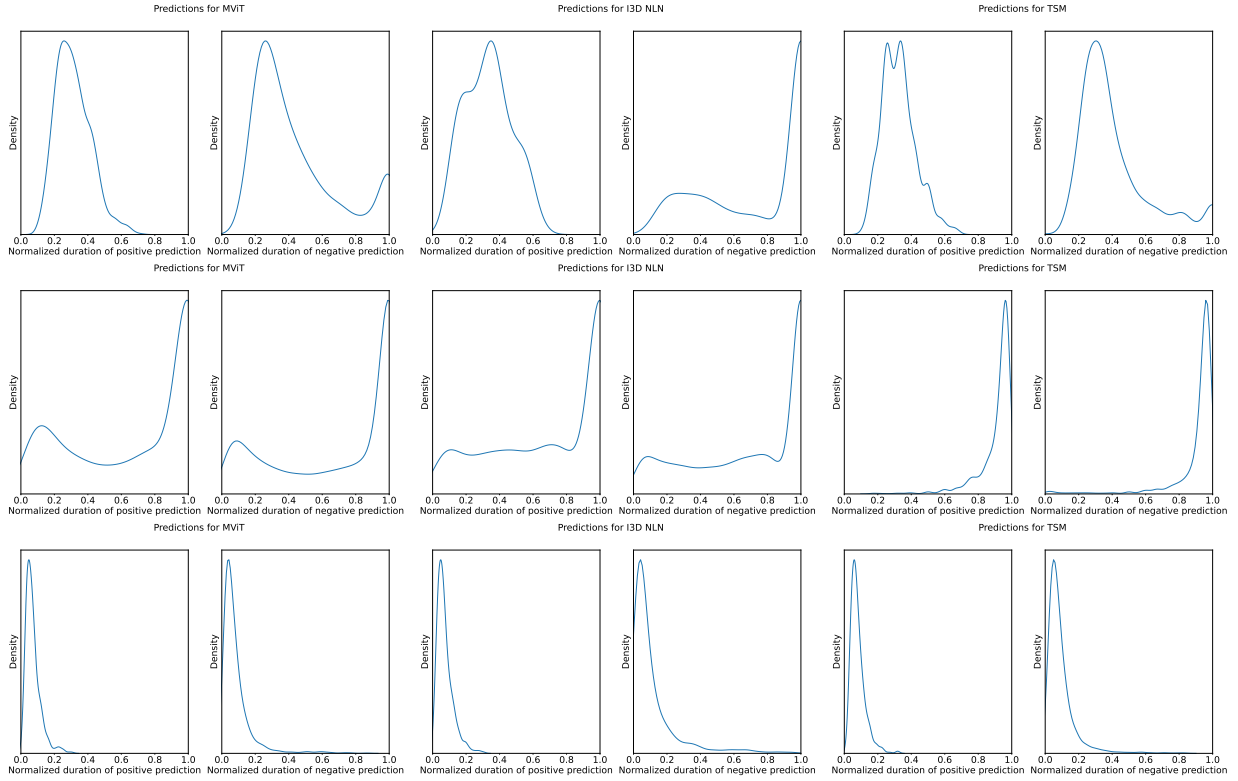 Predictions for MViT Predictions for I3D NLN Predictions for TSM
Density Density Density Density Density Density
0.0 0.2 0.4 0.6 0.8 1.0 0.0 0.2 0.4 0.6 0.8 1.0 0.0 0.2 0.4 0.6 0.8 1.0 0.0 0.2 0.4 0.6 0.8 1.0 0.0 0.2 0.4 0.6 0.8 1.0 0.0 0.2 0.4 0.6 0.8 1.0
Normalized duration of positive prediction Normalized duration of negative prediction Normalized duration of positive prediction Normalized duration of negative prediction Normalized duration of positive prediction Normalized duration of negative prediction
Predictions for MViT Predictions for I3D NLN Predictions for TSM
Density Density Density Density Density Density
0.0 0.2 0.4 0.6 0.8 1.0 0.0 0.2 0.4 0.6 0.8 1.0 0.0 0.2 0.4 0.6 0.8 1.0 0.0 0.2 0.4 0.6 0.8 1.0 0.0 0.2 0.4 0.6 0.8 1.0 0.0 0.2 0.4 0.6 0.8 1.0
Normalized duration of positive prediction Normalized duration of negative prediction Normalized duration of positive prediction Normalized duration of negative prediction Normalized duration of positive prediction Normalized duration of negative prediction
Predictions for MViT Predictions for I3D NLN Predictions for TSM
Density Density Density Density Density Density
0.0 0.2 0.4 0.6 0.8 1.0 0.0 0.2 0.4 0.6 0.8 1.0 0.0 0.2 0.4 0.6 0.8 1.0 0.0 0.2 0.4 0.6 0.8 1.0 0.0 0.2 0.4 0.6 0.8 1.0 0.0 0.2 0.4 0.6 0.8 1.0
Normalized duration of positive prediction Normalized duration of negative prediction Normalized duration of positive prediction Normalized duration of negative prediction Normalized duration of positive prediction Normalized duration of negative prediction